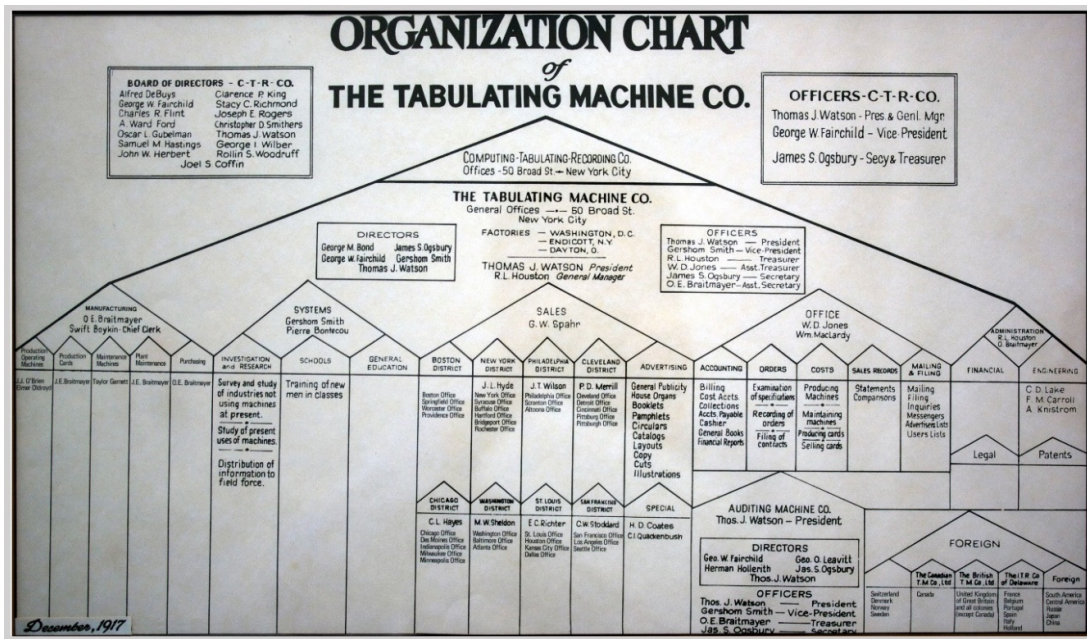 ORGANIZATION CHART
of
THE TABULATING MACHINE CO.
BOARD OF DIRECTORS - C-T-R-CO.
Alfred DeBuys Clarence P. King
George W. Fairchild Stacy C. Richmond
Charles R. Flint Joseph E. Rogers
A. Ward Ford Christopher D. Smithers
Oscar L. Gubelman Thomas J. Watson
Samuel M Hastings George I Wilber
John W. Herbert Rollin S. Woodruff
Joel S Coffin
OFFICERS-C-T-R-CO.
Thomas J. Watson - Pres & Genl. Mgr.
George W. Fairchild - Vice-President
James S. Ogsbury - Secy & Treasurer
COMPUTING-TABULATING-RECORDING CO.
Offices - 50 Broad St. - New York City
THE TABULATING MACHINE CO.
General Offices - 50 Broad St.
New York City
FACTORIES - WASHINGTON, D.C.
- ENDICOTT, N.Y
- DAYTON, O.
THOMAS J. WATSON President
R.L. Houston General Manager
DIRECTORS
George M. Bond James S. Ogsbury
George W. Fairchild Gershom Smith
Thomas J. Watson
OFFICERS
Thomas J. Watson - President
Gershom Smith - Vice-President
R.L. Houston - Treasurer
W.D. Jones - Asst. Treasurer
James S. Ogsbury - Secretary
O.E. Braitmayer - Asst. Secretary
MANUFACTURING
O.E. Braitmayer
Swift Boykin-Chief Clerk
Production
Operating
Machines
J.J. O'Brien
Production
Cards
J.E. Braitmayer
Maintenance
Machines
Taylor Garrett
Plant
Maintenance
J.E. Braitmayer
Purchasing
O.E. Braitmayer
SYSTEMS
Gershom Smith
Pierre Bontecou
INVESTIGATION
and RESEARCH
Survey and study
of industries not
using machines
at present.
Study of present
uses of machines.
Distribution of
information to
field force.
SCHOOLS
Training of new
men in classes
GENERAL
EDUCATION
SALES
G.W. Spahr
BOSTON
DISTRICT
Boston Office
Springfield Office
Worcester Office
Providence Office
NEW YORK
DISTRICT
J.L. Hyde
New York Office
Syracuse Office
Buffalo Office
Hartford Office
Bridgeport Office
Rochester Office
PHILADELPHIA
DISTRICT
J.T. Wilson
Philadelphia Office
Scranton Office
Altoona Office
CLEVELAND
DISTRICT
P.D. Merrill
Cleveland Office
Detroit Office
Cincinnati Office
Pittsburg Office
Pittsburgh Office
ADVERTISING
General Publicity
House Organs
Booklets
Pamphlets
Circulars
Catalogs
Layouts
Copy
Cuts
Illustrations
CHICAGO
DISTRICT
C.L. Hayes
Chicago Office
Des Moines Office
Indianapolis Office
Milwaukee Office
Minneapolis Office
WASHINGTON
DISTRICT
M.W. Sheldon
Washington Office
Baltimore Office
Atlanta Office
ST. LOUIS
DISTRICT
E.C. Richter
St. Louis Office
Houston Office
Kansas City Office
Dallas Office
SAN FRANCISCO
DISTRICT
C.W. Stoddard
San Francisco Office
Los Angeles Office
Seattle Office
SPECIAL
H.D. Coates
C.I. Quackenbush
OFFICE
W.D. Jones
Wm. MacLardy
ACCOUNTING
Billing
Cost Accts.
Collections
Accts. Payable
Cashier
General Books
Financial Reports
ORDERS
Examination
of specifications
Recording of
orders
Filing of
contracts
COSTS
Producing
Machines
Maintaining
machines
Producing cards
Selling cards
SALES RECORDS
Statements
Comparisons
MAILING
& FILING
Mailing
Filing
Inquiries
Messengers
Advertisers Lists
Users Lists
ADMINISTRATION
R.L. Houston
O. Braitmayer
FINANCIAL
Legal
ENGINEERING
C.D. Lake
F.M. Carroll
A. Knistrom
Patents
AUDITING MACHINE CO.
Thos. J. Watson - President
DIRECTORS
Geo. W. Fairchild Geo. O. Leavitt
Herman Hollerith Jas. S. Ogsbury
Thos. J. Watson
OFFICERS
Thos. J. Watson - President
Gershom Smith - Vice President
O.E. Braitmayer - Treasurer
Jas S. Ogsbury - Secretary
FOREIGN
Switzerland
Denmark
Norway
Sweden
The Canadian
T.M Co., Ltd
Canada
The British
T.M Co., Ltd
United Kingdom
of Great Britain
and all colonies
(except Canada)
The I.T.R Co
of Delaware
France
Belgium
Portugal
Spain
Italy
Holland
Foreign
South America
Central America
Russia
Japan
China
December, 1917